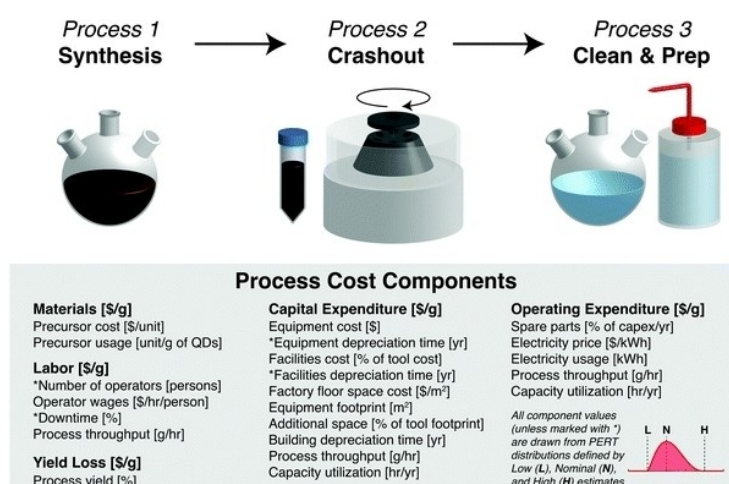 Process 1
Synthesis
Process 2
Crashout
Process 3
Clean & Prep
Process Cost Components
Materials [$/g]
Precursor cost [$/unit]
Precursor usage [unit/g of QDs]
Labor [$/g]
*Number of operators [persons]
Operator wages [$/hr/person]
*Downtime [%]
Process throughput [g/hr]
Yield Loss [$/g]
Process yield [%]
Capital Expenditure [$/g]
Equipment cost [$]
*Equipment depreciation time [yr]
Facilities cost [% of tool cost]
*Facilities depreciation time [yr]
Factory floor space cost [$/m²]
Equipment footprint [m²]
Additional space [% of tool footprint]
Building depreciation time [yr]
Process throughput [g/hr]
Capacity utilization [hr/yr]
Operating Expenditure [$/g]
Spare parts [% of capex/yr]
Electricity price [$/kWh]
Electricity usage [kWh]
Process throughput [g/hr]
Capacity utilization [hr/yr]
All component values
(unless marked with *)
are drawn from PERT
distributions defined by
Low (L), Nominal (N),
and High (H) estimates
L N H